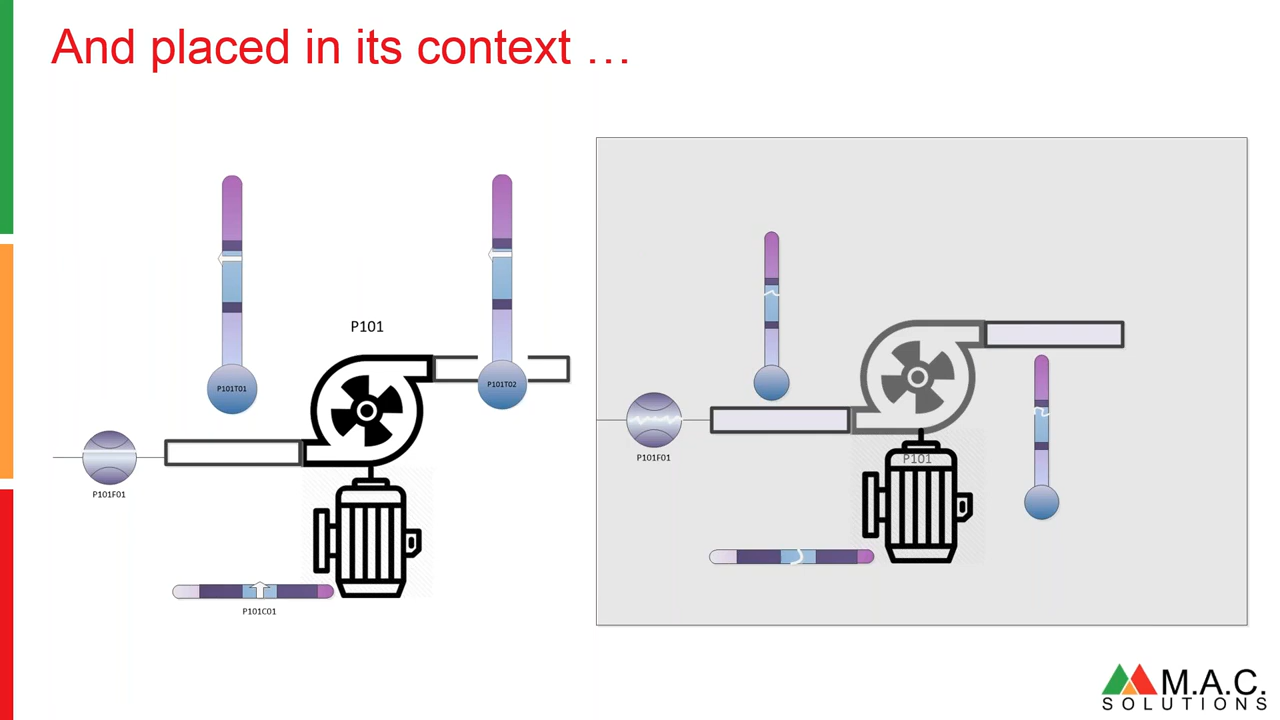 And placed in its context …
P101
P101T01
P101T02
P101F01
P101C01
P101F01
P101
M.A.C.
SOLUTIONS